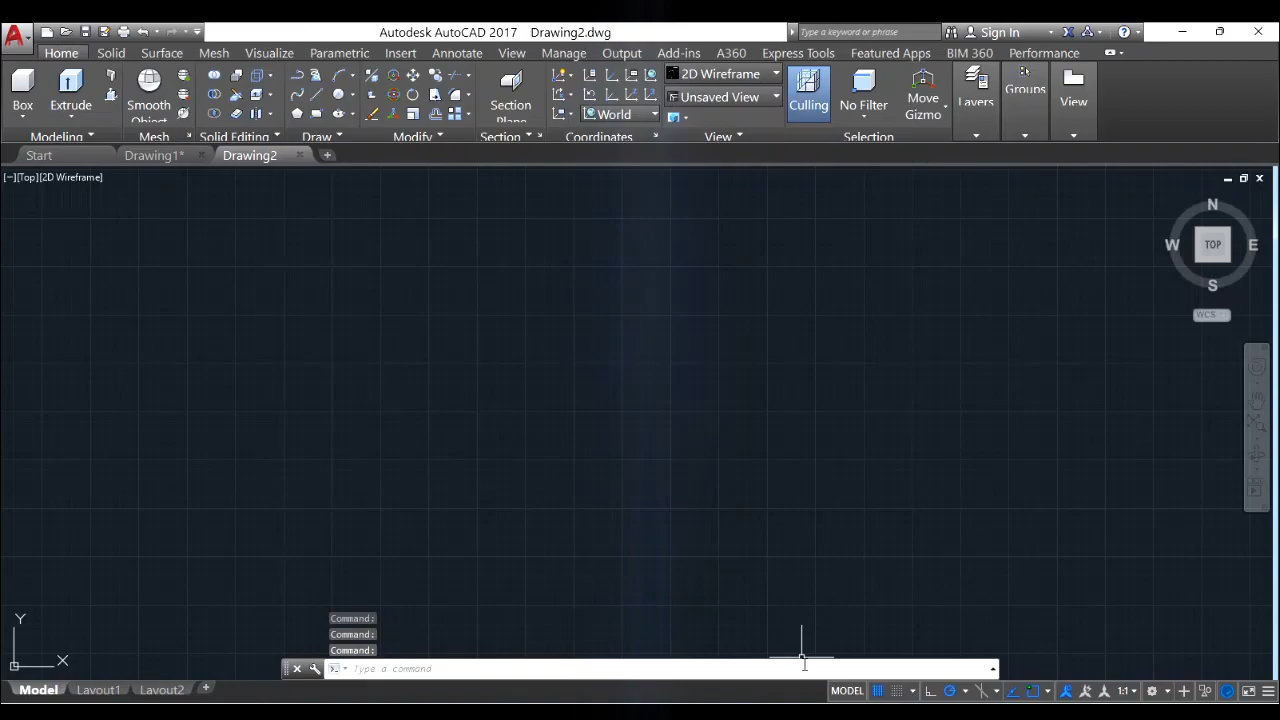 Autodesk AutoCAD 2017 Drawing2.dwg
Type a keyword or phrase
Sign In
Home Solid Surface Mesh Visualize Parametric Insert Annotate View Manage Output Add-ins A360 Express Tools Featured Apps BIM 360 Performance
2D Wireframe
Unsaved View
World
Box Extrude Smooth Object Section Plane Culling No Filter Move Gizmo Layers Groups View
Modeling Mesh Solid Editing Draw Modify Section Coordinates View Selection
Start Drawing1* Drawing2
[−][Top][2D Wireframe]
N
W TOP E
S
WCS
Y
X
Command:
Command:
Command:
Type a command
Model Layout1 Layout2 +
MODEL 1:1